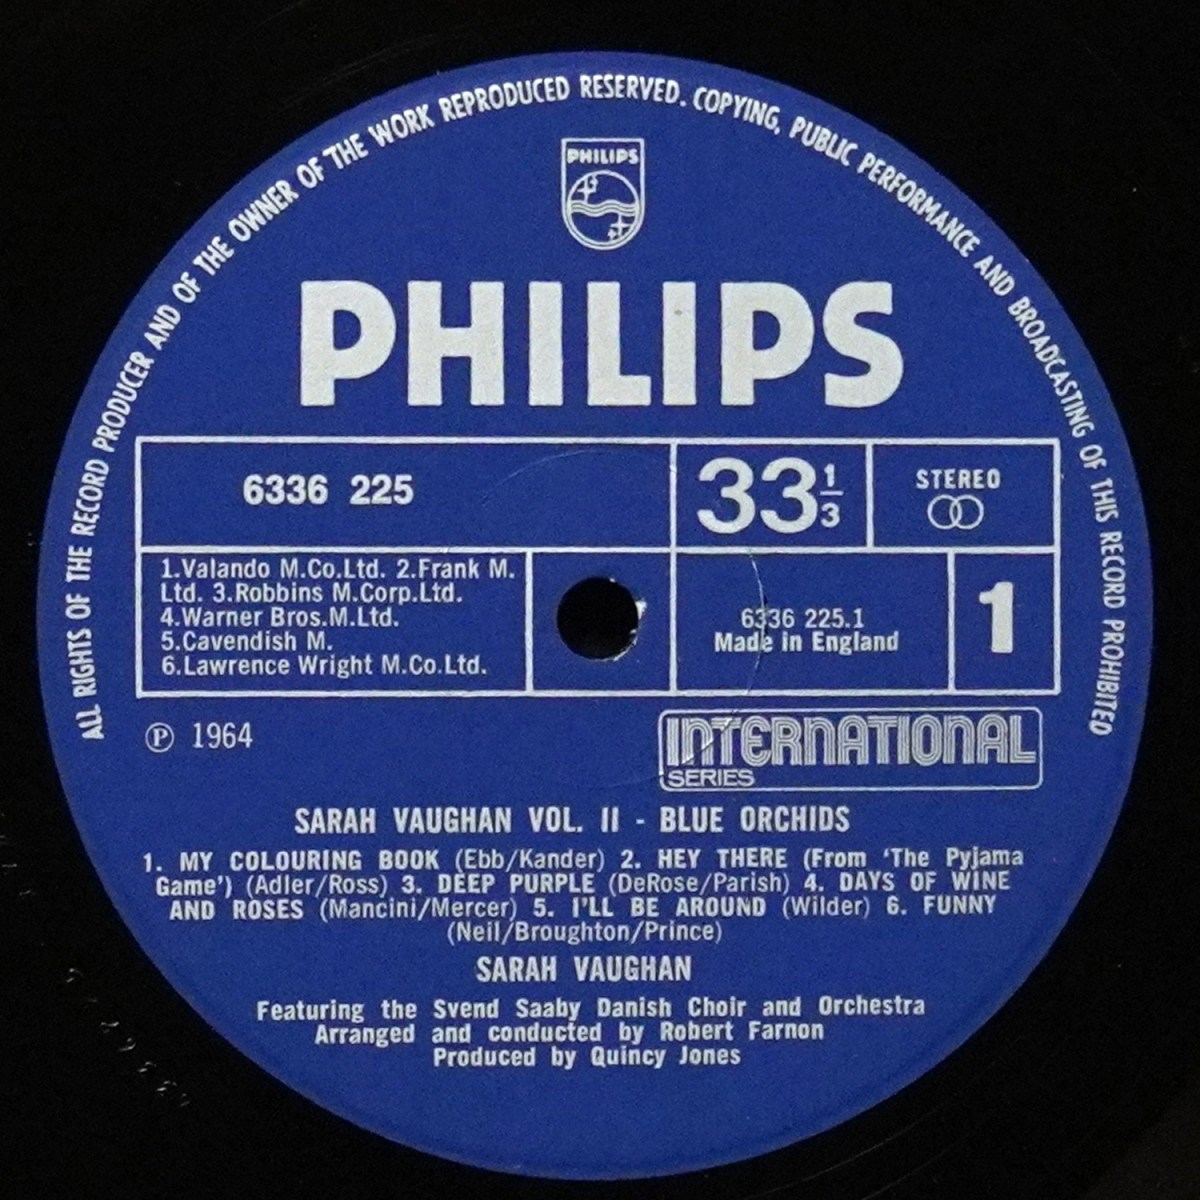 ALL RIGHTS OF THE RECORD PRODUCER AND OF THE OWNER OF THE WORK REPRODUCED RESERVED. COPYING, PUBLIC PERFORMANCE AND BROADCASTING OF THIS RECORD PROHIBITED
PHILIPS
PHILIPS
6336 225
33 1/3
STEREO
1.Valando M.Co.Ltd. 2.Frank M.
Ltd. 3.Robbins M.Corp.Ltd.
4.Warner Bros.M.Ltd.
5.Cavendish M.
6.Lawrence Wright M.Co.Ltd.
6336 225.1
Made in England
1
℗ 1964
INTERNATIONAL
SERIES
SARAH VAUGHAN VOL. II - BLUE ORCHIDS
1. MY COLOURING BOOK (Ebb/Kander) 2. HEY THERE (From 'The Pyjama
Game') (Adler/Ross) 3. DEEP PURPLE (DeRose/Parish) 4. DAYS OF WINE
AND ROSES (Mancini/Mercer) 5. I'LL BE AROUND (Wilder) 6. FUNNY
(Neil/Broughton/Prince)
SARAH VAUGHAN
Featuring the Svend Saaby Danish Choir and Orchestra
Arranged and conducted by Robert Farnon
Produced by Quincy Jones